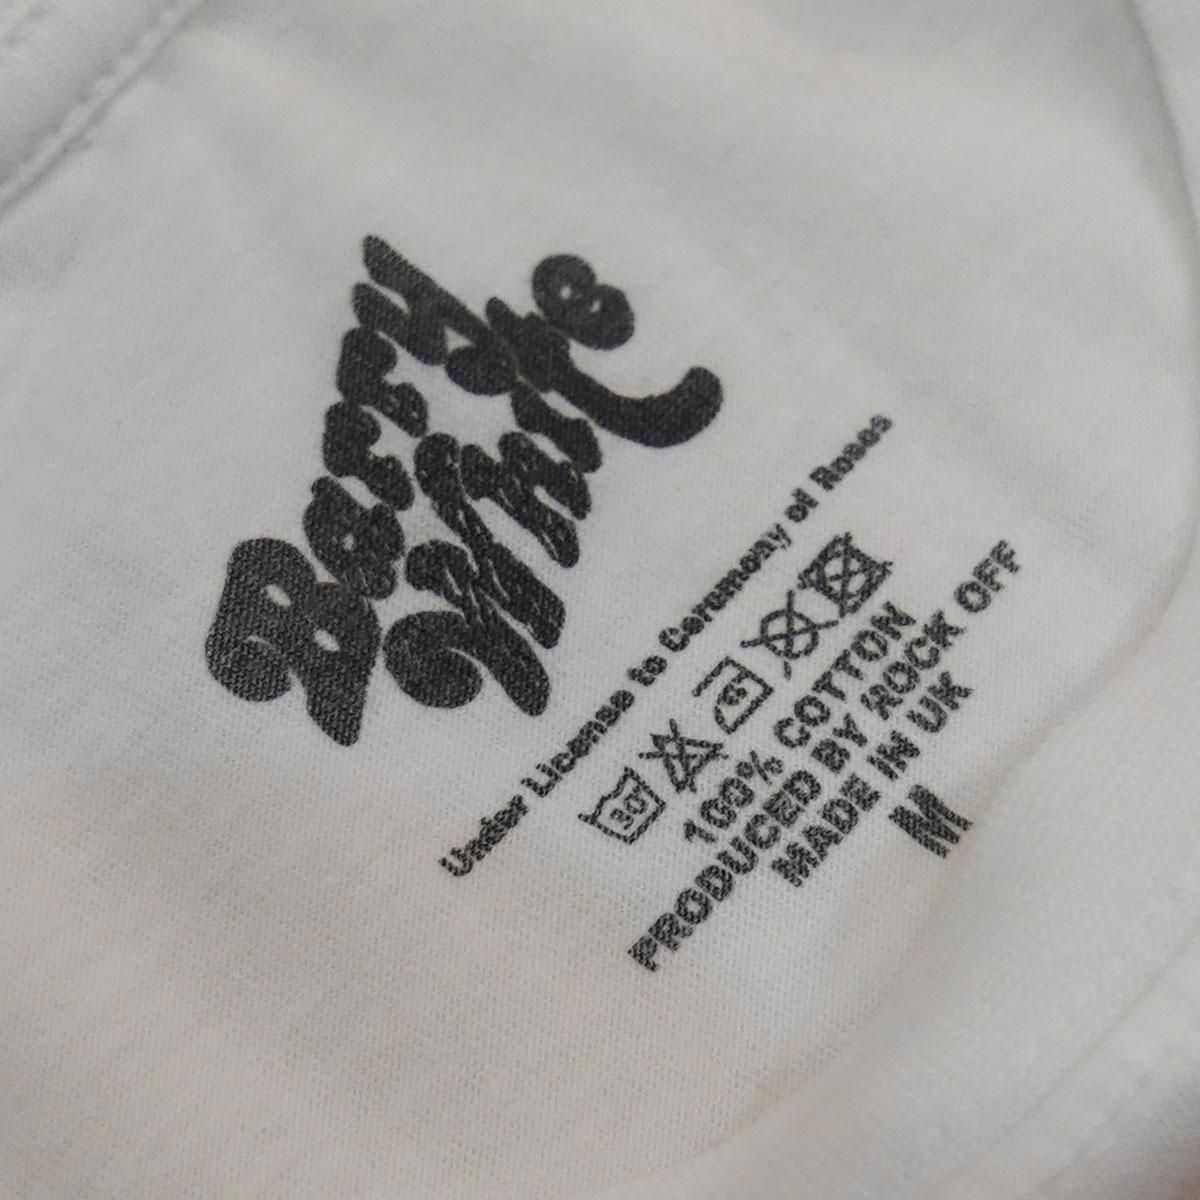 Barry
White
Under License to Ceremony of Roses
30°
100% COTTON
PRODUCED BY ROCK OFF
MADE IN UK
M